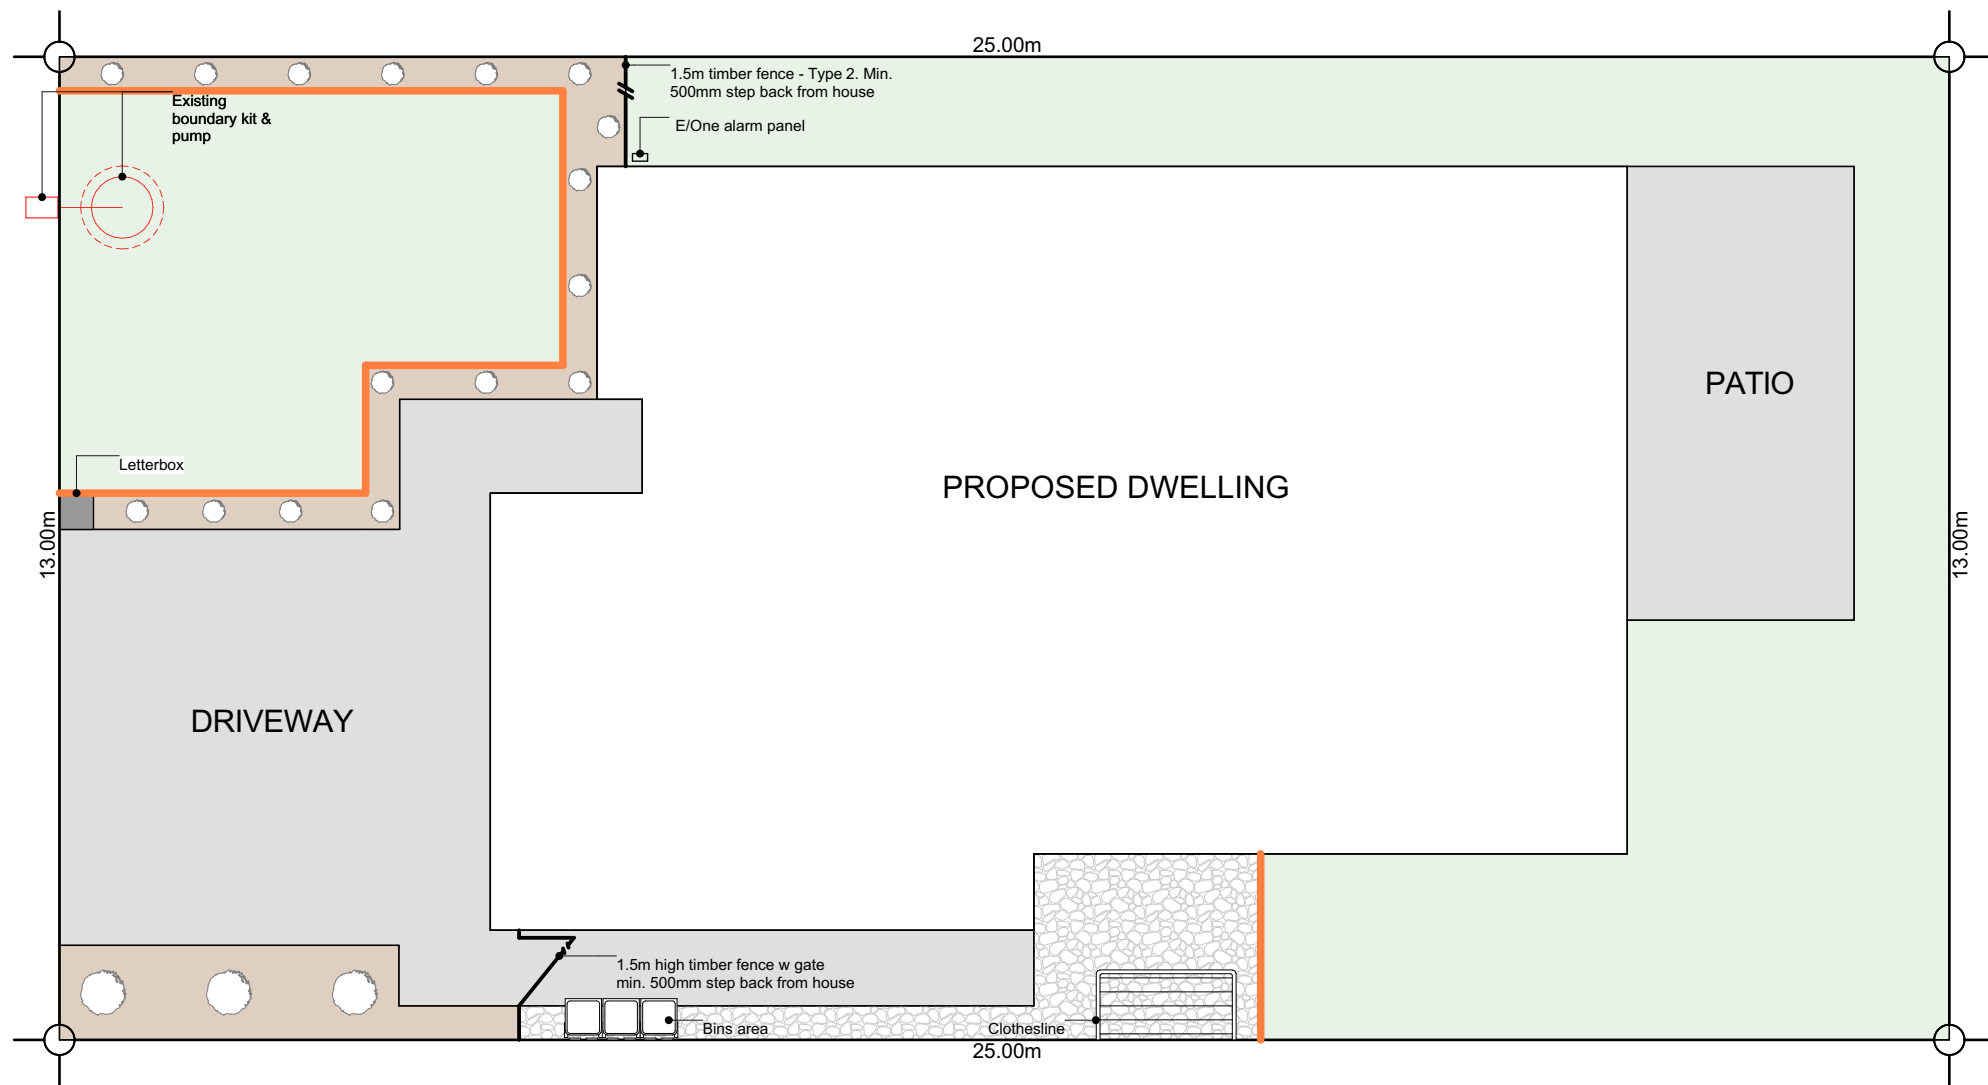 25.00m
1.5m timber fence - Type 2. Min.
500mm step back from house
Existing
boundary kit &
pump
E/One alarm panel
PATIO
Letterbox
PROPOSED DWELLING
13.00m
13.00m
DRIVEWAY
1.5m high timber fence w gate
min. 500mm step back from house
Bins area
Clothesline
25.00m